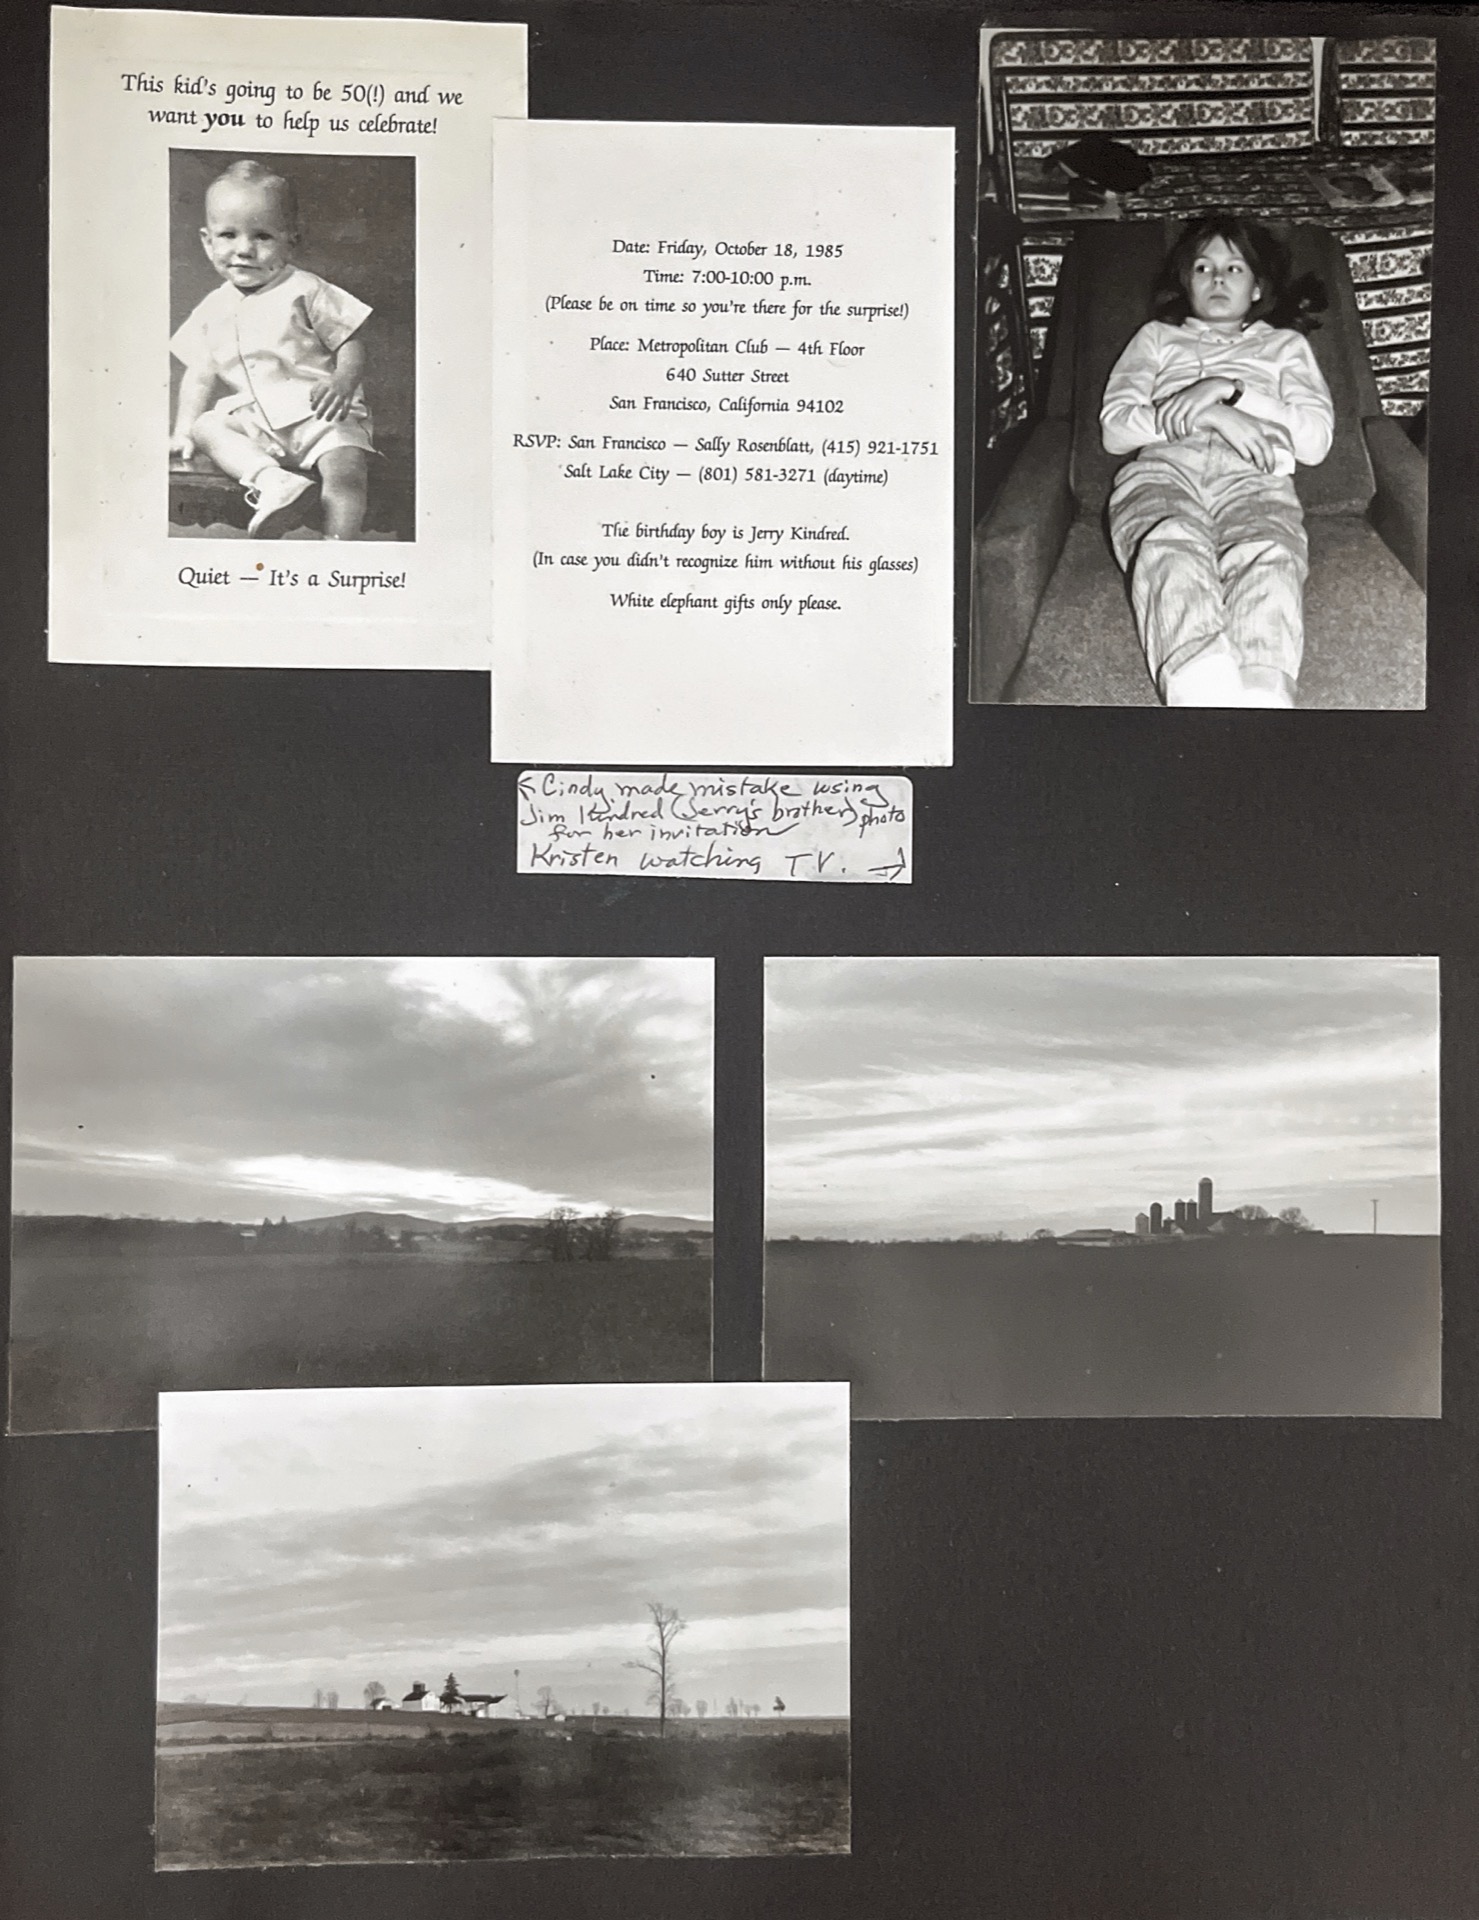 This kid's going to be 50(!) and we
want you to help us celebrate!
Quiet — It's a Surprise!
Date: Friday, October 18, 1985
Time: 7:00-10:00 p.m.
(Please be on time so you're there for the surprise!)
Place: Metropolitan Club — 4th Floor
640 Sutter Street
San Francisco, California 94102
RSVP: San Francisco — Sally Rosenblatt, (415) 921-1751
Salt Lake City — (801) 581-3271 (daytime)
The birthday boy is Jerry Kindred.
(In case you didn't recognize him without his glasses)
White elephant gifts only please.
← Cindy made mistake using
Jim Kindred (Jerry's brother) photo
for her invitation
Kristen watching T.V. →